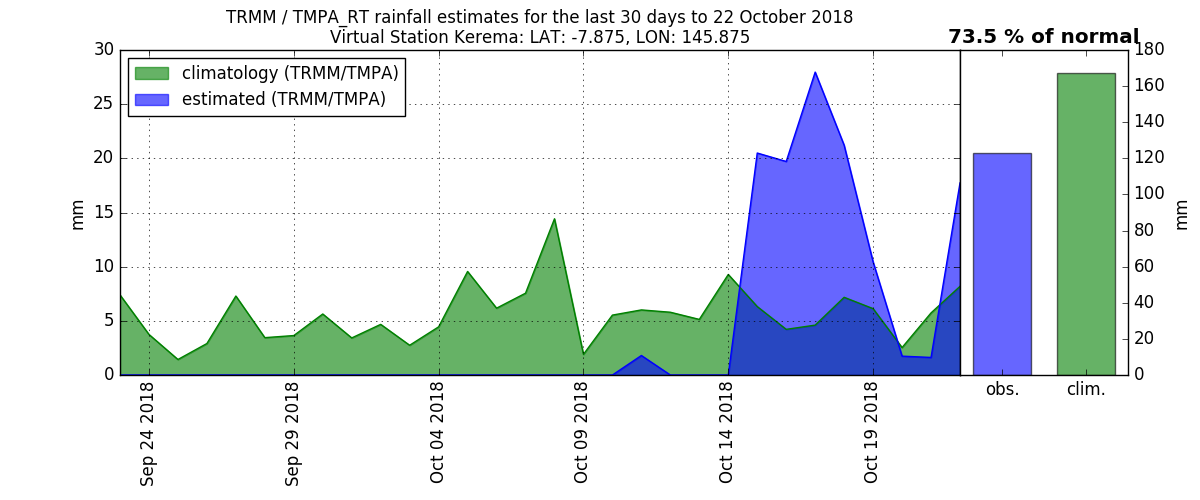 TRMM / TMPA_RT rainfall estimates for the last 30 days to 22 October 2018
Virtual Station Kerema: LAT: -7.875, LON: 145.875
73.5 % of normal
climatology (TRMM/TMPA)
estimated (TRMM/TMPA)
mm
30
25
20
15
10
5
0
Sep 24 2018
Sep 29 2018
Oct 04 2018
Oct 09 2018
Oct 14 2018
Oct 19 2018
obs.
clim.
180
160
140
120
100
80
60
40
20
0
mm